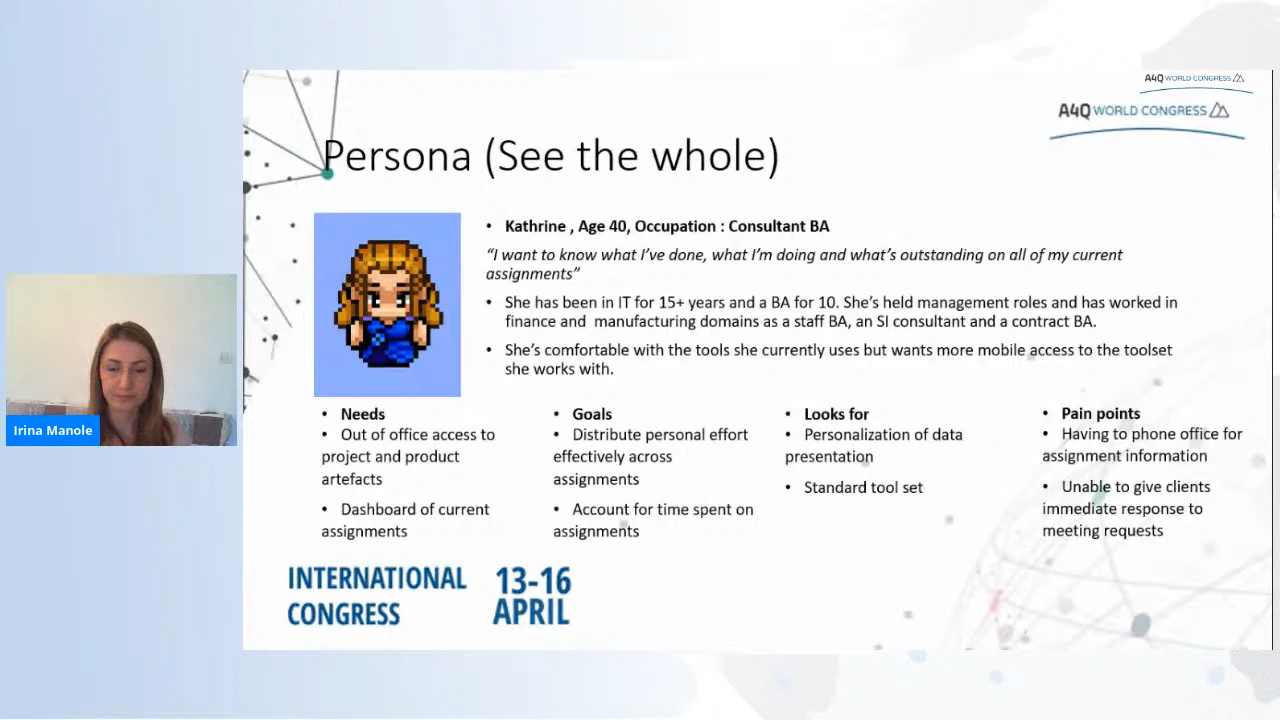 A4Q WORLD CONGRESS
A4Q WORLD CONGRESS
Persona (See the whole)
• Kathrine , Age 40, Occupation : Consultant BA
“I want to know what I’ve done, what I’m doing and what’s outstanding on all of my current
assignments”
• She has been in IT for 15+ years and a BA for 10. She’s held management roles and has worked in
finance and manufacturing domains as a staff BA, an SI consultant and a contract BA.
• She’s comfortable with the tools she currently uses but wants more mobile access to the toolset
she works with.
• Needs
• Out of office access to
project and product
artefacts
• Dashboard of current
assignments
• Goals
• Distribute personal effort
effectively across
assignments
• Account for time spent on
assignments
• Looks for
• Personalization of data
presentation
• Standard tool set
• Pain points
• Having to phone office for
assignment information
• Unable to give clients
immediate response to
meeting requests
Irina Manole
INTERNATIONAL
CONGRESS
13-16
APRIL